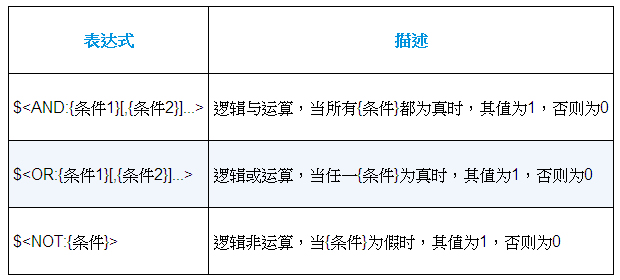 表达式
描述
$<AND:{条件1}[,{条件2}]...>
逻辑与运算，当所有{条件}都为真时，其值为1，否则为0
$<OR:{条件1}[,{条件2}]...>
逻辑或运算，当任一{条件}为真时，其值为1，否则为0
$<NOT:{条件}>
逻辑非运算，当{条件}为假时，其值为1，否则为0